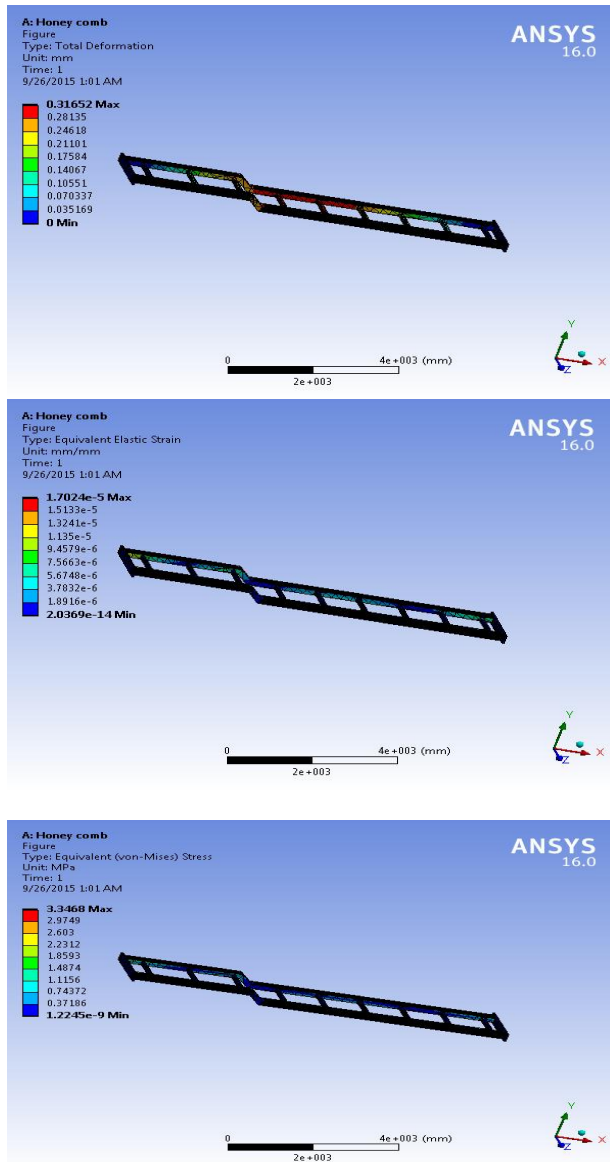 A: Honey comb
Figure
Type: Total Deformation
Unit: mm
Time: 1
9/26/2015 1:01 AM
ANSYS
16.0
0.31652 Max
0.28135
0.24618
0.21101
0.17584
0.14067
0.10551
0.070337
0.035169
0 Min
0
4e+003 (mm)
2e+003
Y
X
Z
A: Honey comb
Figure
Type: Equivalent Elastic Strain
Unit: mm/mm
Time: 1
9/26/2015 1:01 AM
ANSYS
16.0
1.7024e-5 Max
1.5133e-5
1.3241e-5
1.135e-5
9.4579e-6
7.5663e-6
5.6748e-6
3.7832e-6
1.8916e-6
2.0369e-14 Min
0
4e+003 (mm)
2e+003
Y
X
Z
A: Honey comb
Figure
Type: Equivalent (von-Mises) Stress
Unit: MPa
Time: 1
9/26/2015 1:01 AM
ANSYS
16.0
3.3468 Max
2.9749
2.603
2.2312
1.8593
1.4874
1.1156
0.74372
0.37186
1.2245e-9 Min
0
4e+003 (mm)
2e+003
Y
X
Z